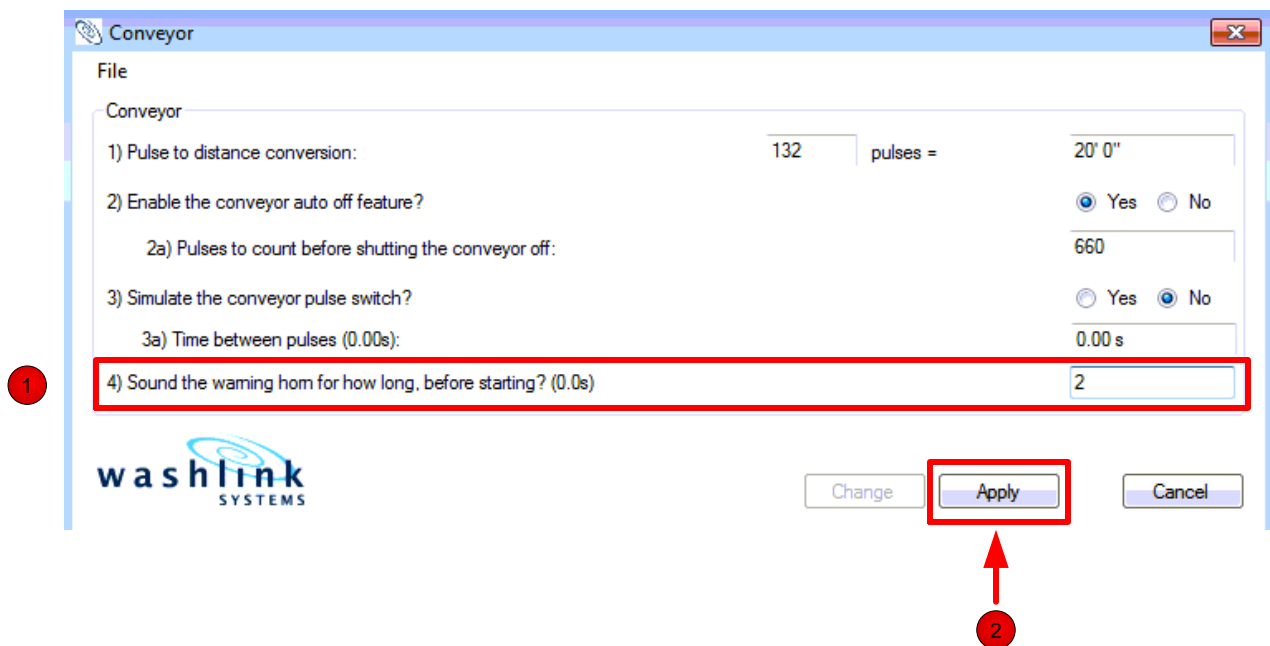 Conveyor
File
Conveyor
1) Pulse to distance conversion: 132 pulses = 20' 0"
2) Enable the conveyor auto off feature? Yes No
2a) Pulses to count before shutting the conveyor off: 660
3) Simulate the conveyor pulse switch? Yes No
3a) Time between pulses (0.00s): 0.00 s
1 4) Sound the warning horn for how long, before starting? (0.0s) 2
washlink
SYSTEMS
Change Apply Cancel
2